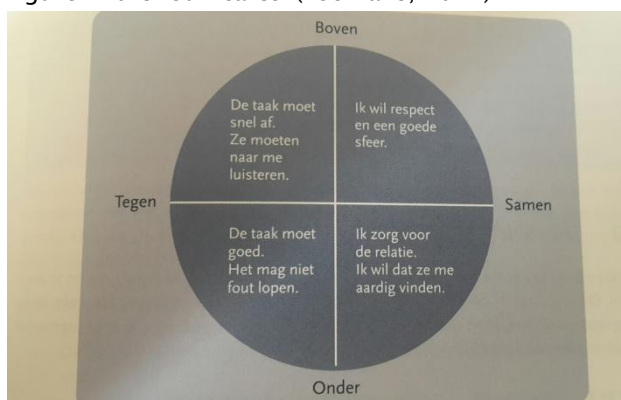 Boven
De taak moet
snel af.
Ze moeten
naar me
luisteren.
Ik wil respect
en een goede
sfeer.
Tegen
Samen
De taak moet
goed.
Het mag niet
fout lopen.
Ik zorg voor
de relatie.
Ik wil dat ze me
aardig vinden.
Onder